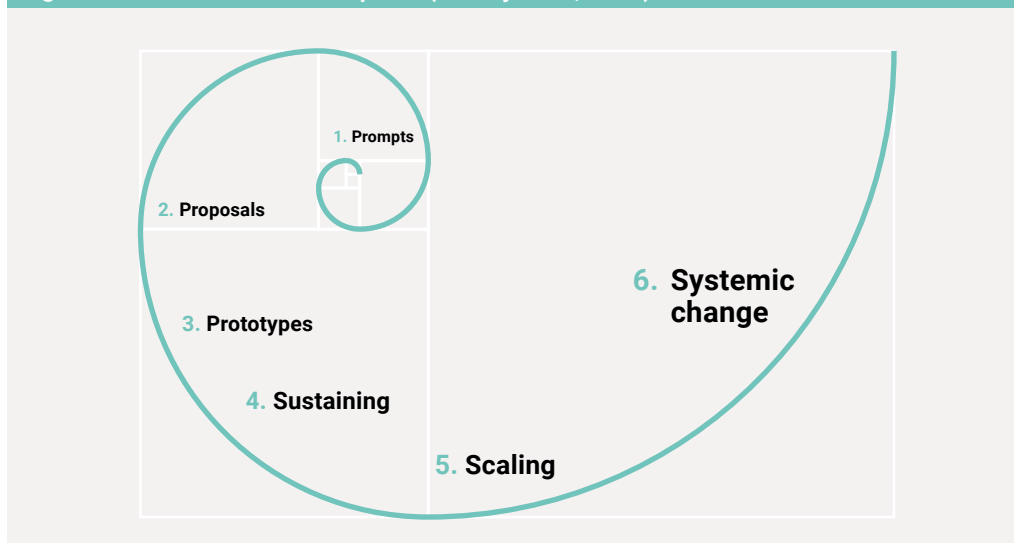 1. Prompts
2. Proposals
3. Prototypes
4. Sustaining
5. Scaling
6. Systemic
change